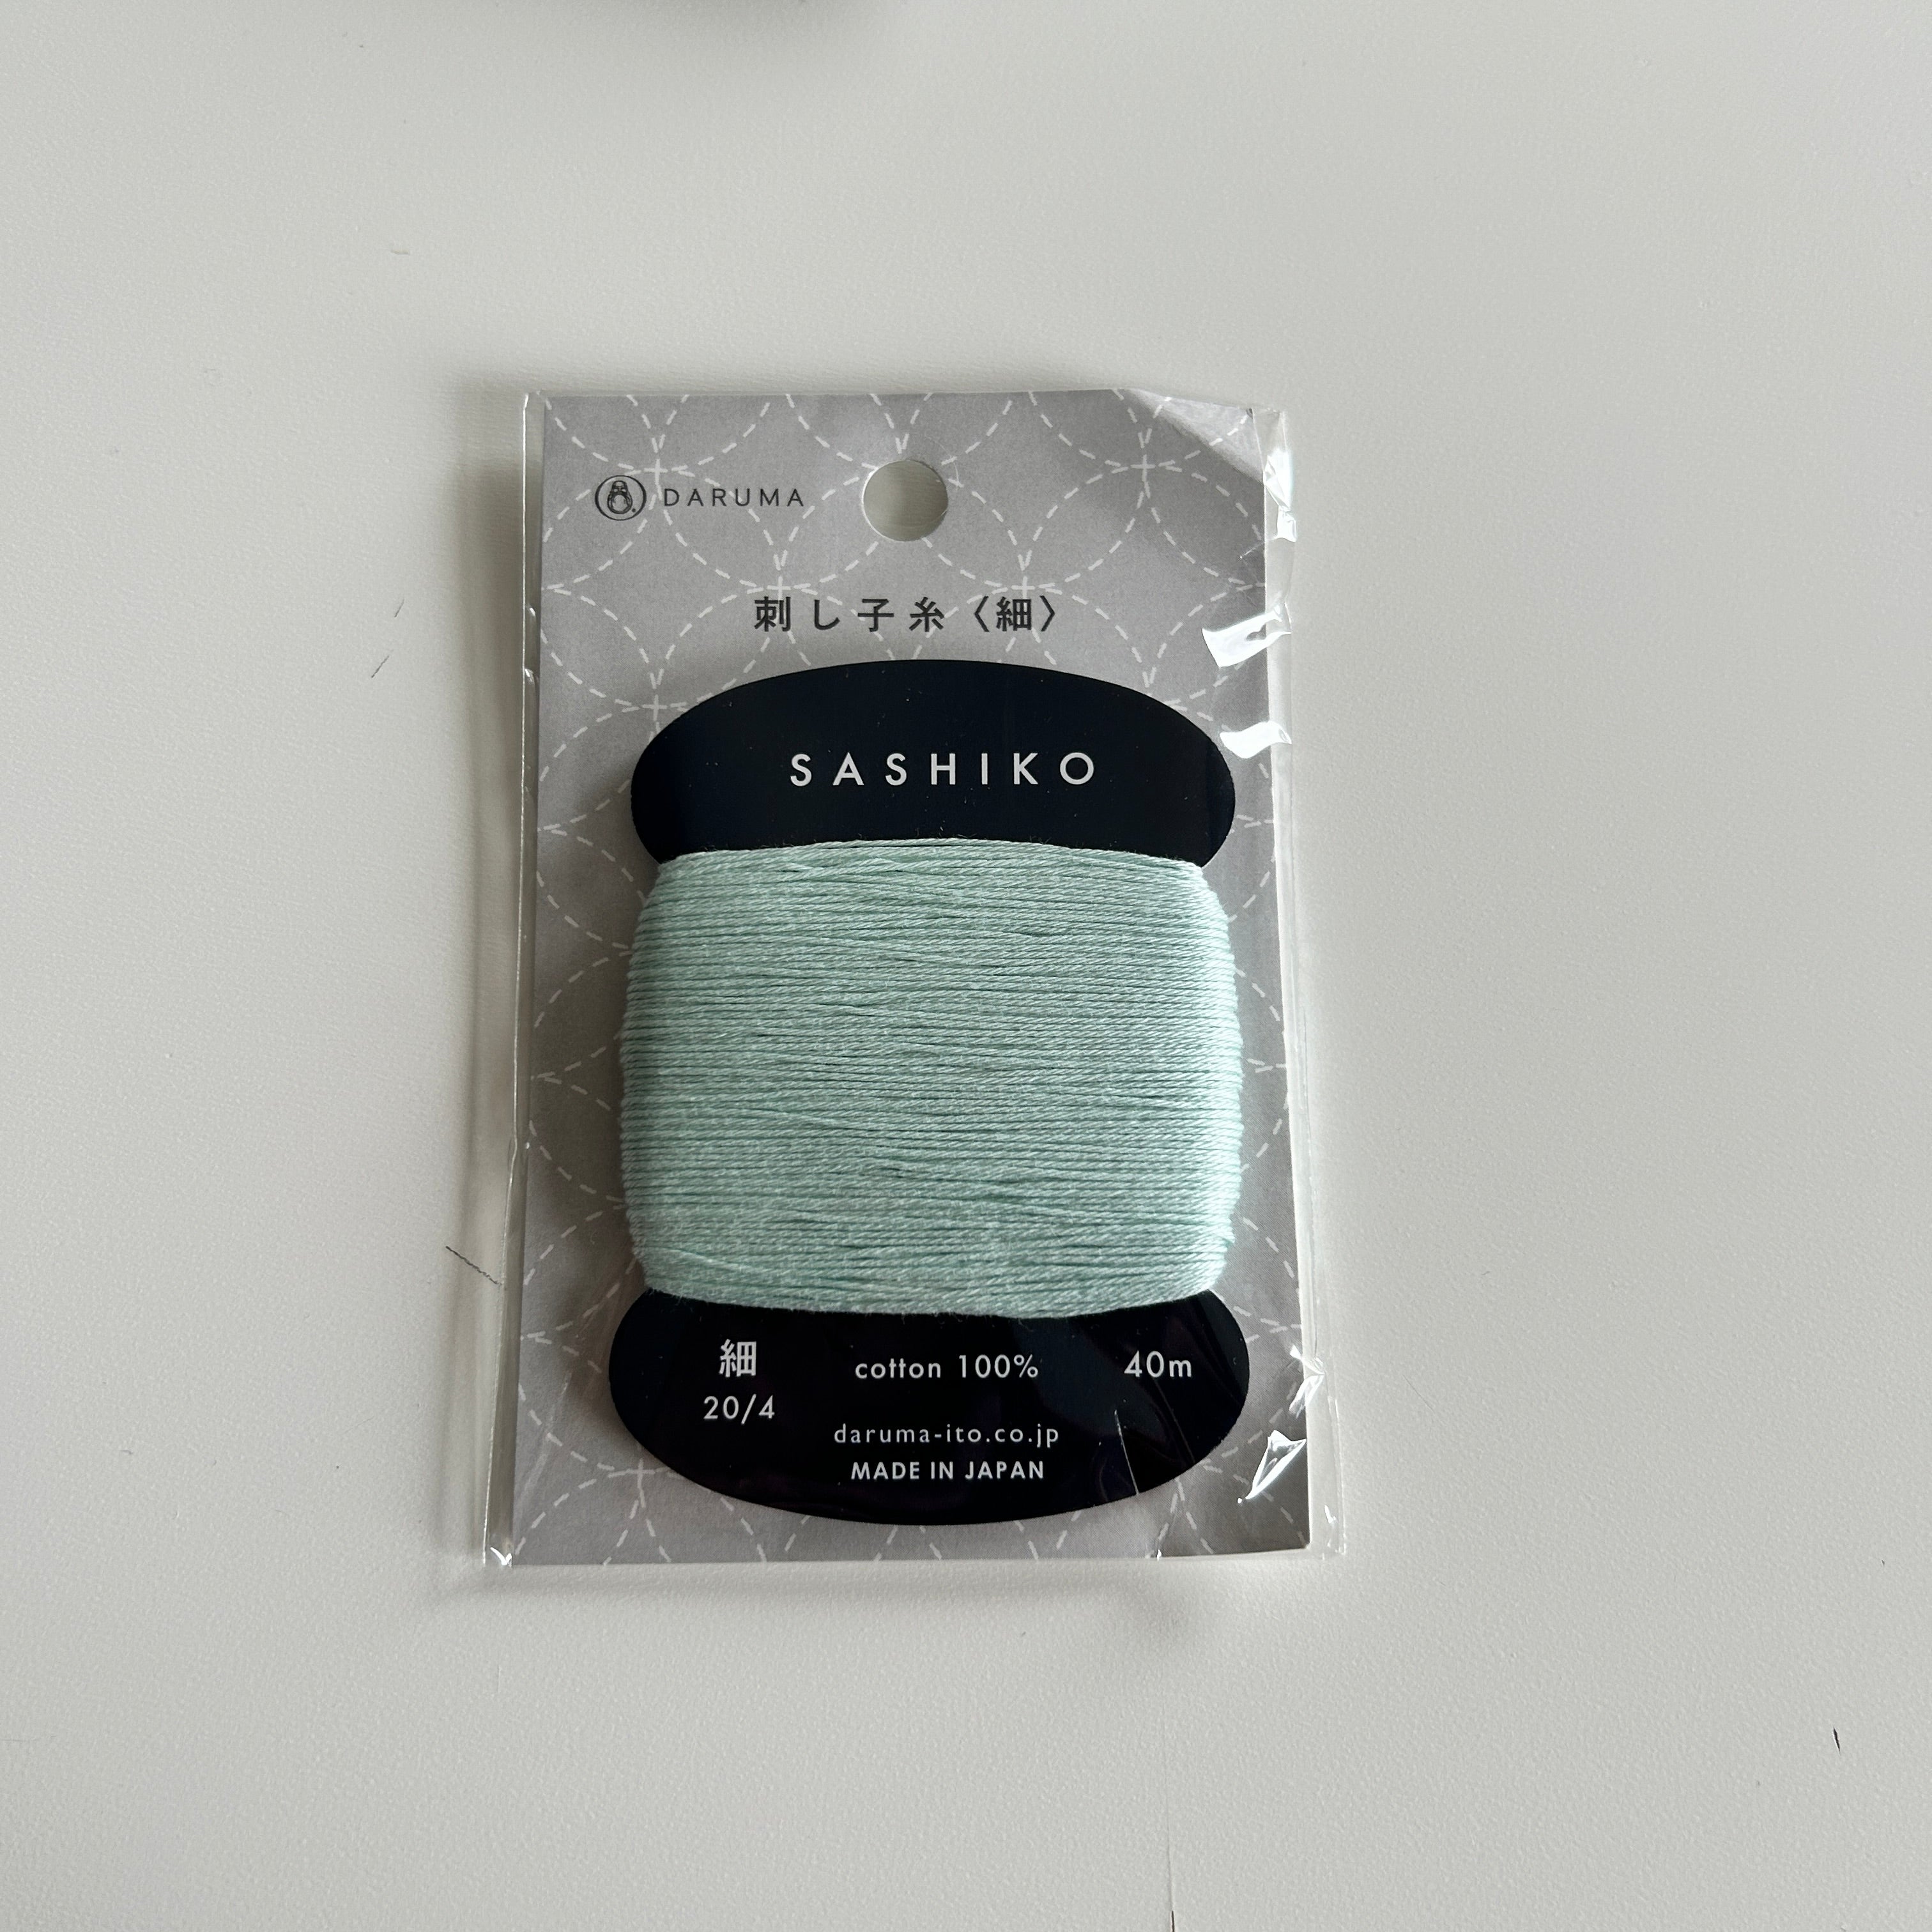 DARUMA
刺し子糸〈細〉
SASHIKO
細
20/4
cotton 100%
40m
daruma-ito.co.jp
MADE IN JAPAN